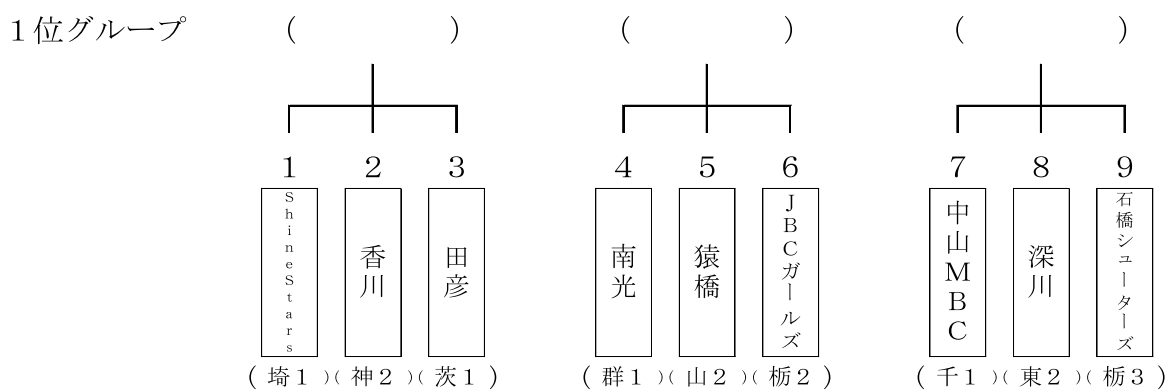 1位グループ ( ) ( ) ( )
1 2 3 4 5 6 7 8 9
ShineStars 香川 田彦 南光 猿橋 JBCガールズ 中山MBC 深川 石橋シューターズ
(埼1)(神2)(茨1) (群1)(山2)(栃2) (千1)(東2)(栃3)